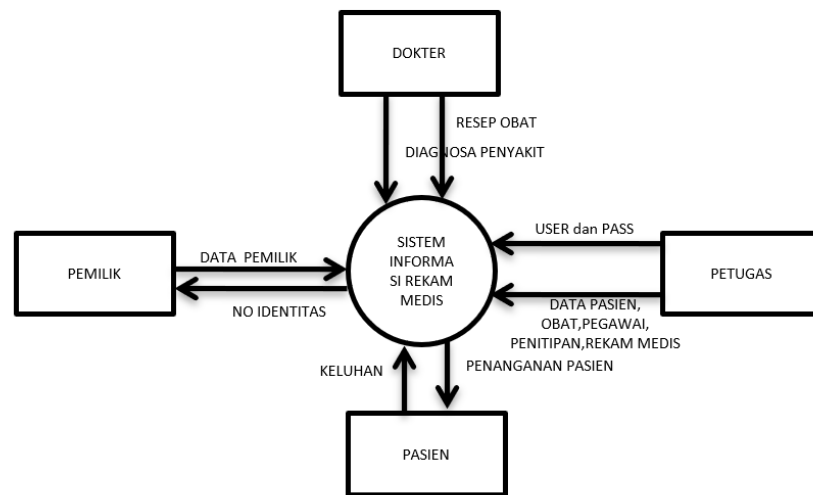 DOKTER
RESEP OBAT
DIAGNOSA PENYAKIT
SISTEM
INFORMA
SI REKAM
MEDIS
PEMILIK
DATA  PEMILIK
NO IDENTITAS
USER dan PASS
PETUGAS
DATA PASIEN,
OBAT,PEGAWAI,
PENITIPAN,REKAM MEDIS
KELUHAN
PENANGANAN PASIEN
PASIEN